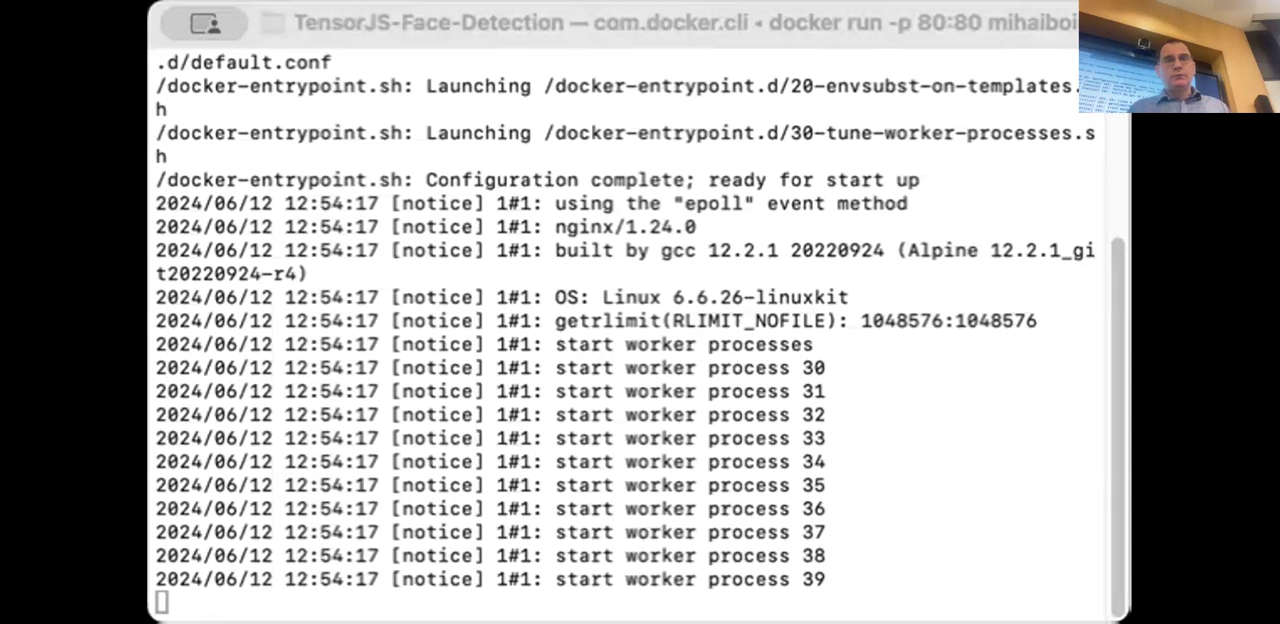 TensorJS-Face-Detection — com.docker.cli ◂ docker run -p 80:80 mihaiboi
.d/default.conf
/docker-entrypoint.sh: Launching /docker-entrypoint.d/20-envsubst-on-templates.
h
/docker-entrypoint.sh: Launching /docker-entrypoint.d/30-tune-worker-processes.s
h
/docker-entrypoint.sh: Configuration complete; ready for start up
2024/06/12 12:54:17 [notice] 1#1: using the "epoll" event method
2024/06/12 12:54:17 [notice] 1#1: nginx/1.24.0
2024/06/12 12:54:17 [notice] 1#1: built by gcc 12.2.1 20220924 (Alpine 12.2.1_gi
t20220924-r4)
2024/06/12 12:54:17 [notice] 1#1: OS: Linux 6.6.26-linuxkit
2024/06/12 12:54:17 [notice] 1#1: getrlimit(RLIMIT_NOFILE): 1048576:1048576
2024/06/12 12:54:17 [notice] 1#1: start worker processes
2024/06/12 12:54:17 [notice] 1#1: start worker process 30
2024/06/12 12:54:17 [notice] 1#1: start worker process 31
2024/06/12 12:54:17 [notice] 1#1: start worker process 32
2024/06/12 12:54:17 [notice] 1#1: start worker process 33
2024/06/12 12:54:17 [notice] 1#1: start worker process 34
2024/06/12 12:54:17 [notice] 1#1: start worker process 35
2024/06/12 12:54:17 [notice] 1#1: start worker process 36
2024/06/12 12:54:17 [notice] 1#1: start worker process 37
2024/06/12 12:54:17 [notice] 1#1: start worker process 38
2024/06/12 12:54:17 [notice] 1#1: start worker process 39